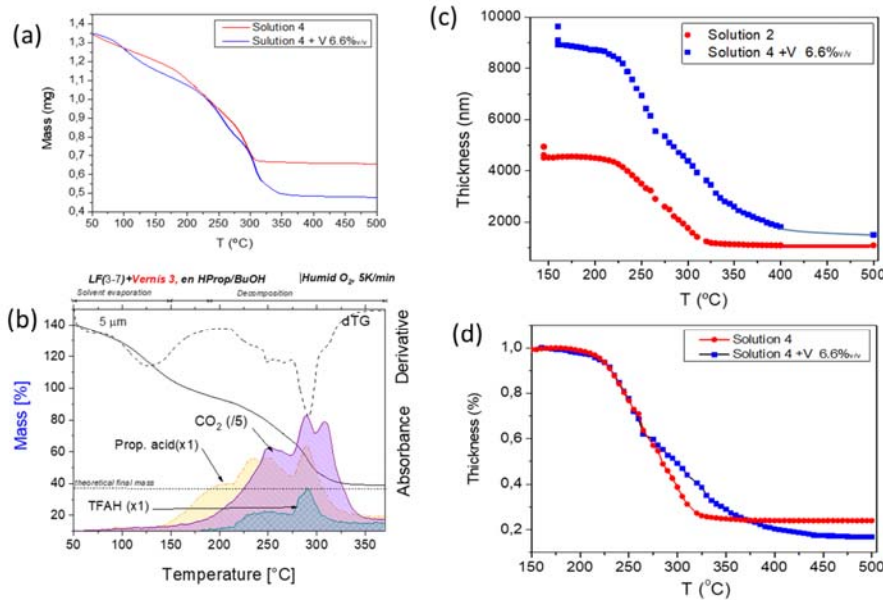 (a)
Solution 4
Sulution 4 + V 6.6%v/v
1,4
1,3
1,2
1,1
1,0
0,9
0,8
0,7
0,6
0,5
0,4
Mass (mg)
50 100 150 200 250 300 350 400 450 500
T (ºC)
(c)
Solution 2
Solution 4 +V 6.6%v/v
10000
8000
6000
4000
2000
Thickness (nm)
150 200 250 300 350 400 450 500
T (ºC)
LF(3-7)+Vernis 3, en HProp/BuOH |Humid O2, 5K/min
Solvent evaporation Decomposition
(b)
5 µm
dTG
140
120
100
80
60
40
20
Mass [%]
Derivative
Absorbance
CO2 (/5)
Prop. acid(x1)
theoretical final mass
TFAH (x1)
50 100 150 200 250 300 350
Temperature [°C]
(d)
Solution 4
Solution 4 +V 6.6%v/v
1,0
0,8
0,6
0,4
0,2
Thickness (%)
150 200 250 300 350 400 450 500
T (°C)